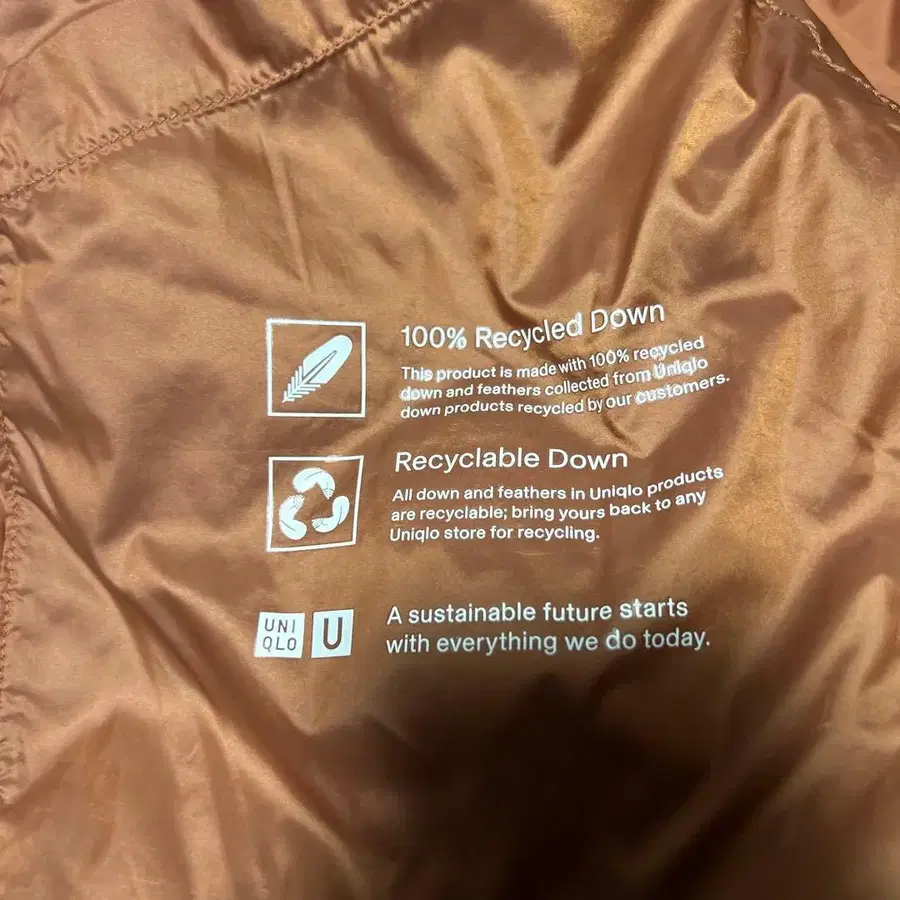 100% Recycled Down
This product is made with 100% recycled
down and feathers collected from Uniqlo
down products recycled by our customers.
Recyclable Down
All down and feathers in Uniqlo products
are recyclable; bring yours back to any
Uniqlo store for recycling.
UNI
QLO
U
A sustainable future starts
with everything we do today.